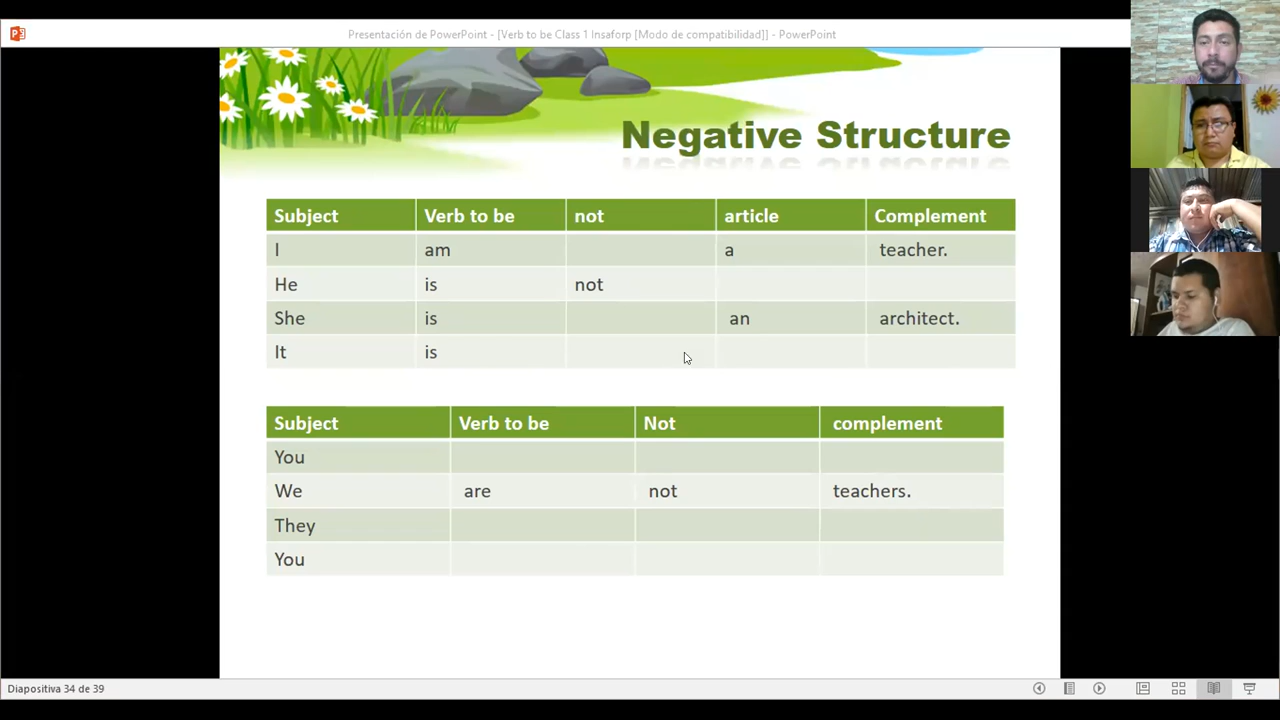 Presentación de PowerPoint - [Verb to be Class 1 Insaforp [Modo de compatibilidad]] - PowerPoint
Negative Structure
Subject Verb to be not article Complement
I am a teacher.
He is not
She is an architect.
It is
Subject Verb to be Not complement
You
We are not teachers.
They
You
Diapositiva 34 de 39